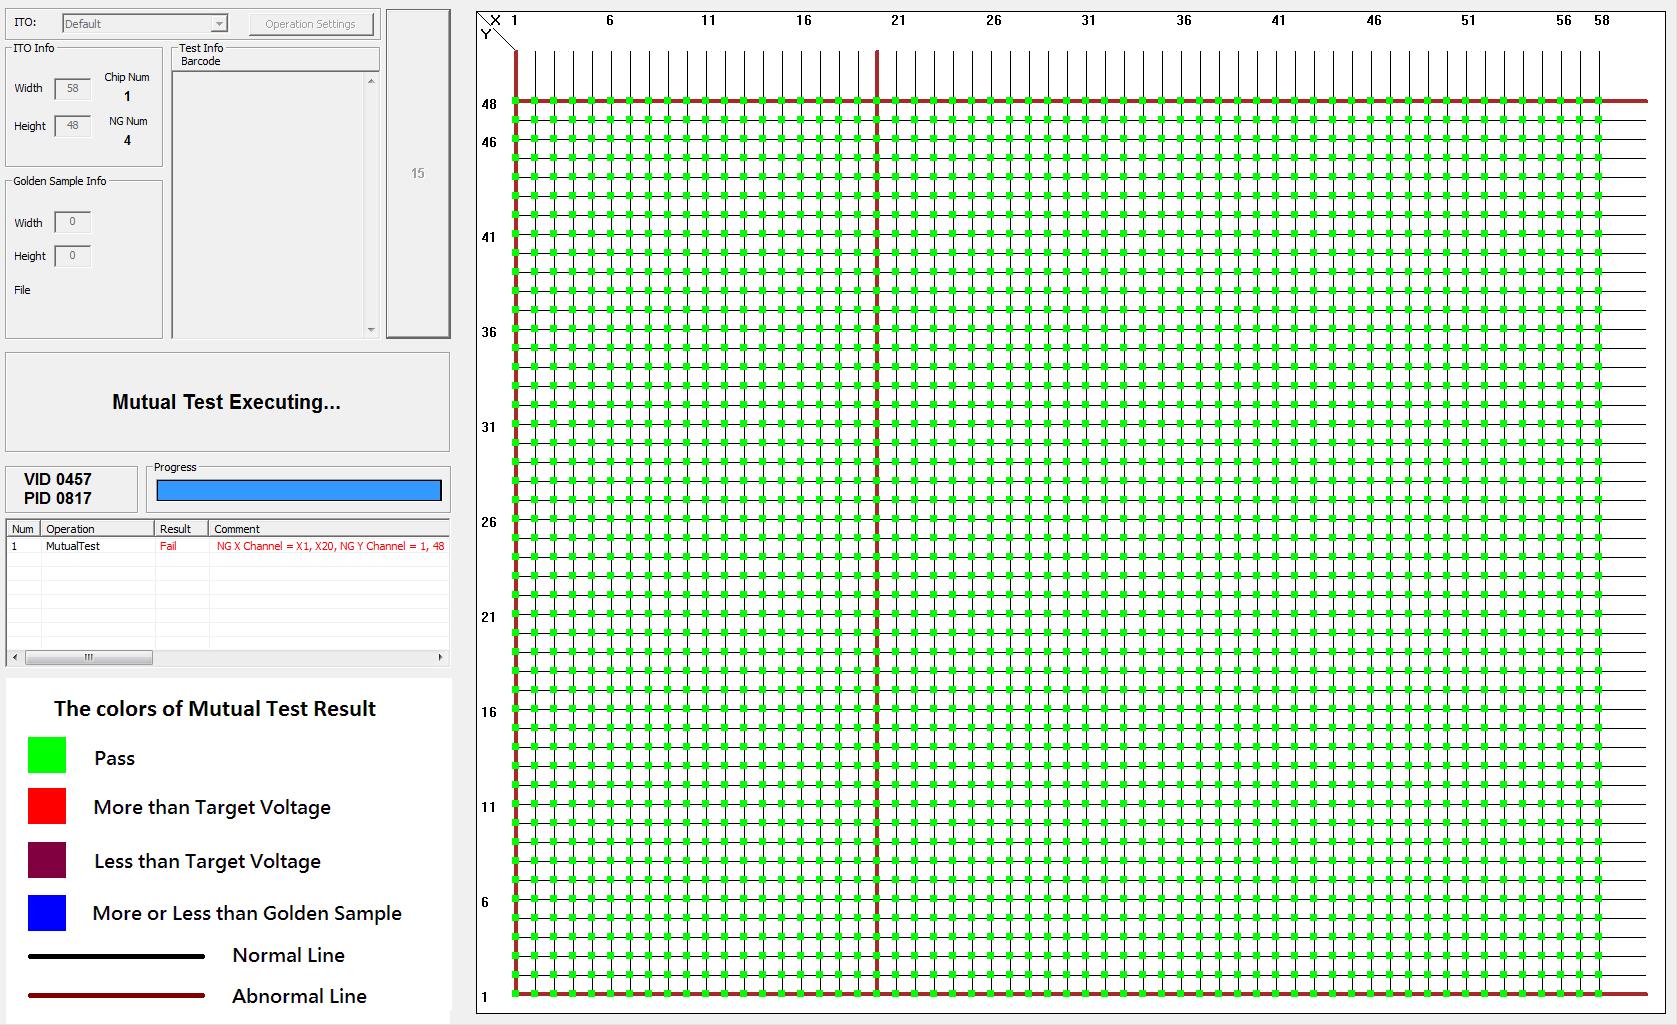 ITO: Default Operation Settings
ITO Info
Width 58
Chip Num
1
Height 48
NG Num
4
Test Info
Barcode
15
Golden Sample Info
Width 0
Height 0
File
Mutual Test Executing...
VID 0457
PID 0817
Progress
Num Operation Result Comment
1 MutualTest Fail NG X Channel = X1, X20, NG Y Channel = 1, 48
The colors of Mutual Test Result
Pass
More than Target Voltage
Less than Target Voltage
More or Less than Golden Sample
Normal Line
Abnormal Line
X 1 6 11 16 21 26 31 36 41 46 51 56 58
Y
48
46
41
36
31
26
21
16
11
6
1